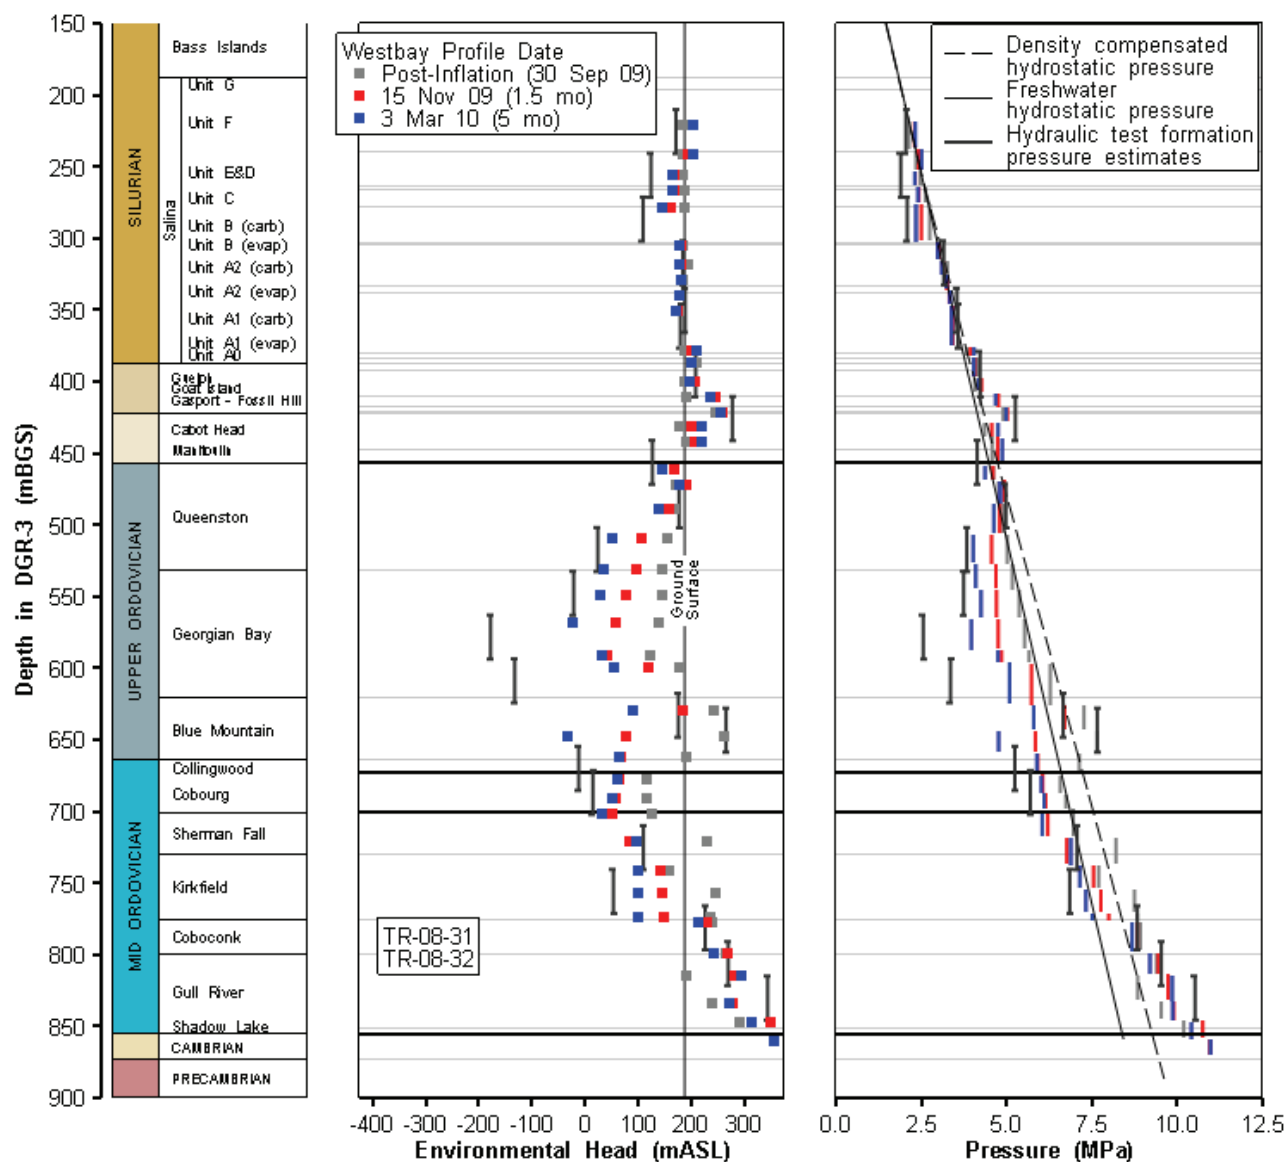 Depth in DGR-3 (mBGS)
150
200
250
300
350
400
450
500
550
600
650
700
750
800
850
900
SILURIAN
UPPER ORDOVICIAN
MID ORDOVICIAN
Bass Islands
Salina
Unit G
Unit F
Unit E&D
Unit C
Unit B (carb)
Unit B (evap)
Unit A2 (carb)
Unit A2 (evap)
Unit A1 (carb)
Unit A1 (evap)
Unit A0
Guelph
Goat Island
Gasport - Fossil Hill
Cabot Head
Manitoulin
Queenston
Georgian Bay
Blue Mountain
Collingwood
Cobourg
Sherman Fall
Kirkfield
Coboconk
Gull River
Shadow Lake
CAMBRIAN
PRECAMBRIAN
Westbay Profile Date
Post-Inflation (30 Sep 09)
15 Nov 09 (1.5 mo)
3 Mar 10 (5 mo)
Ground
Surface
TR-08-31
TR-08-32
-400 -300 -200 -100 0 100 200 300
Environmental Head (mASL)
Density compensated
hydrostatic pressure
Freshwater
hydrostatic pressure
Hydraulic test formation
pressure estimates
0.0 2.5 5.0 7.5 10.0 12.5
Pressure (MPa)